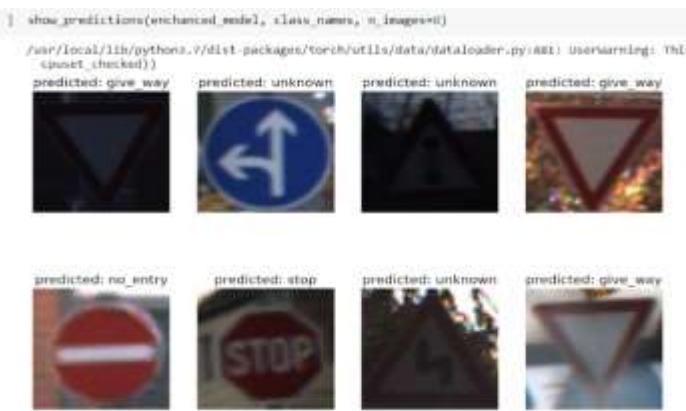 ] show_predictions(enchanced_model, class_names, n_images=8)
/usr/local/lib/python3.7/dist-packages/torch/utils/data/dataloader.py:481: UserWarning: Thi
cpuset_checked))
predicted: give_way predicted: unknown predicted: unknown predicted: give_way
predicted: no_entry predicted: stop predicted: unknown predicted: give_way
STOP